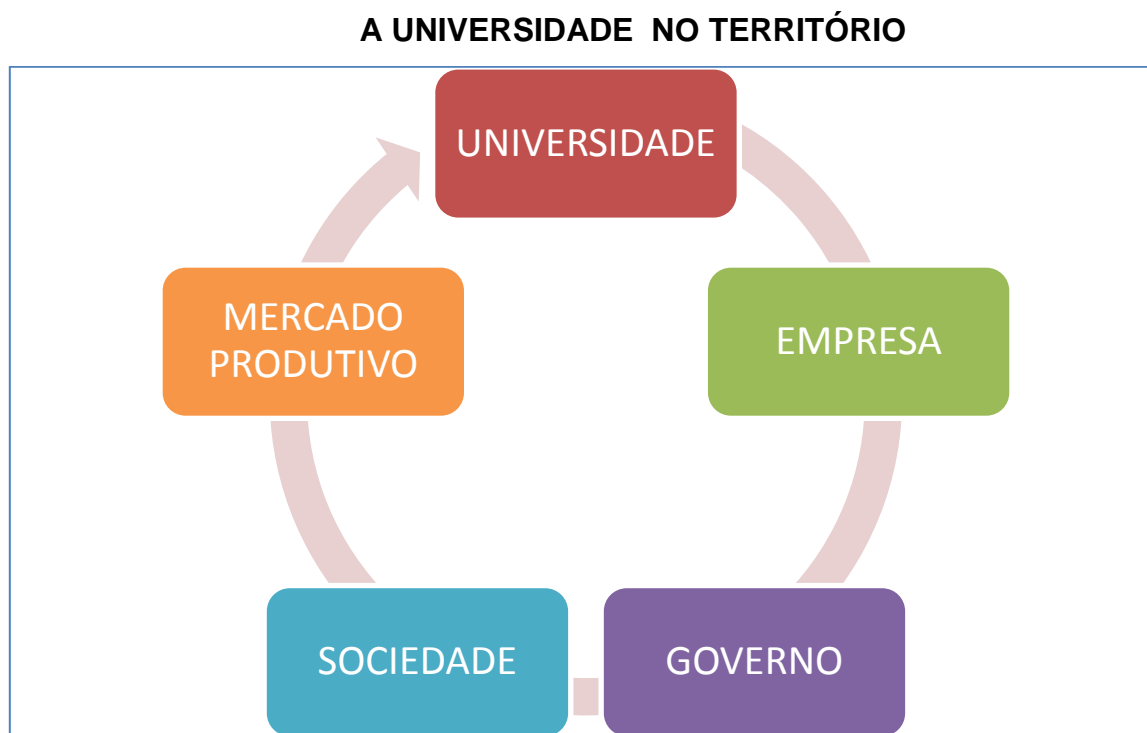 A UNIVERSIDADE NO TERRITÓRIO
UNIVERSIDADE
EMPRESA
GOVERNO
SOCIEDADE
MERCADO
PRODUTIVO